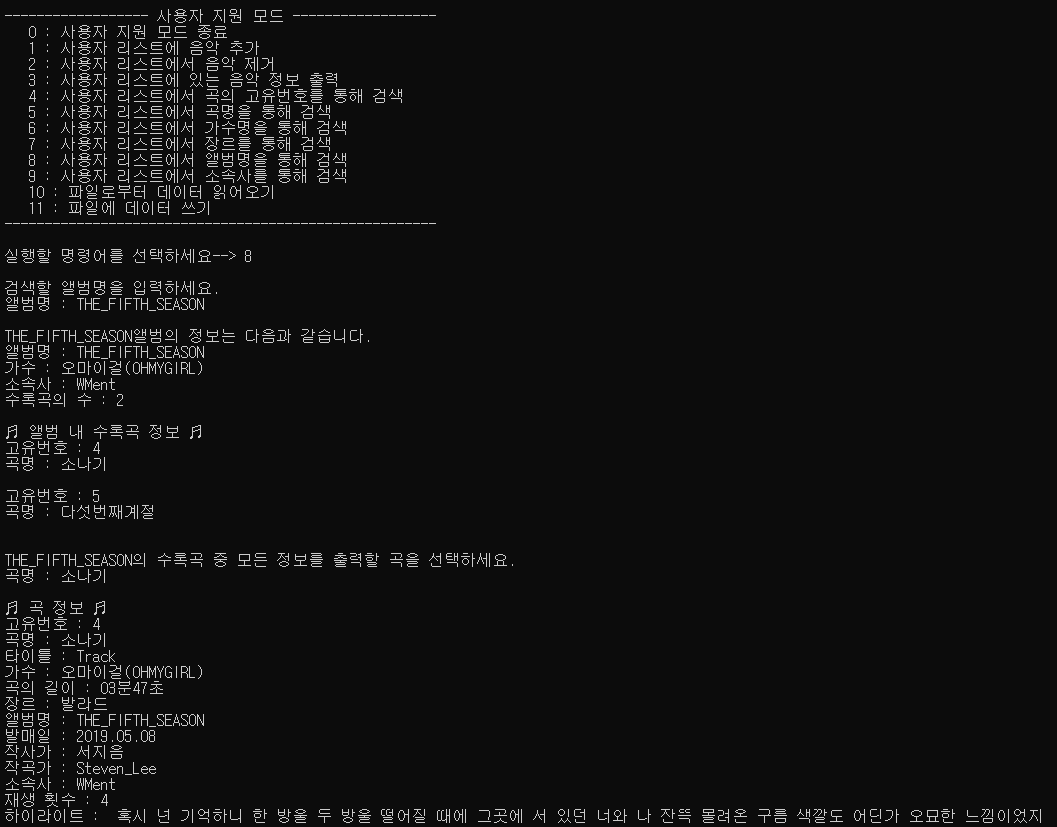 ------------------ 사용자 지원 모드 ------------------
0 : 사용자 지원 모드 종료
1 : 사용자 리스트에 음악 추가
2 : 사용자 리스트에서 음악 제거
3 : 사용자 리스트에 있는 음악 정보 출력
4 : 사용자 리스트에서 곡의 고유번호를 통해 검색
5 : 사용자 리스트에서 곡명을 통해 검색
6 : 사용자 리스트에서 가수명을 통해 검색
7 : 사용자 리스트에서 장르를 통해 검색
8 : 사용자 리스트에서 앨범명을 통해 검색
9 : 사용자 리스트에서 소속사를 통해 검색
10 : 파일로부터 데이터 읽어오기
11 : 파일에 데이터 쓰기
------------------------------------------------------
실행할 명령어를 선택하세요--> 8
검색할 앨범명을 입력하세요.
앨범명 : THE_FIFTH_SEASON
THE_FIFTH_SEASON앨범의 정보는 다음과 같습니다.
앨범명 : THE_FIFTH_SEASON
가수 : 오마이걸(OHMYGIRL)
소속사 : WMent
수록곡의 수 : 2
♬ 앨범 내 수록곡 정보 ♬
고유번호 : 4
곡명 : 소나기
고유번호 : 5
곡명 : 다섯번째계절
THE_FIFTH_SEASON의 수록곡 중 모든 정보를 출력할 곡을 선택하세요.
곡명 : 소나기
♬ 곡 정보 ♬
고유번호 : 4
곡명 : 소나기
타이틀 : Track
가수 : 오마이걸(OHMYGIRL)
곡의 길이 : 03분47초
장르 : 발라드
앨범명 : THE_FIFTH_SEASON
발매일 : 2019.05.08
작사가 : 서지음
작곡가 : Steven_Lee
소속사 : WMent
재생 횟수 : 4
하이라이트 :  혹시 넌 기억하니 한 방울 두 방울 떨어질 때에 그곳에 서 있던 너와 나 잔뜩 몰려온 구름 색깔도 어딘가 오묘한 느낌이었지